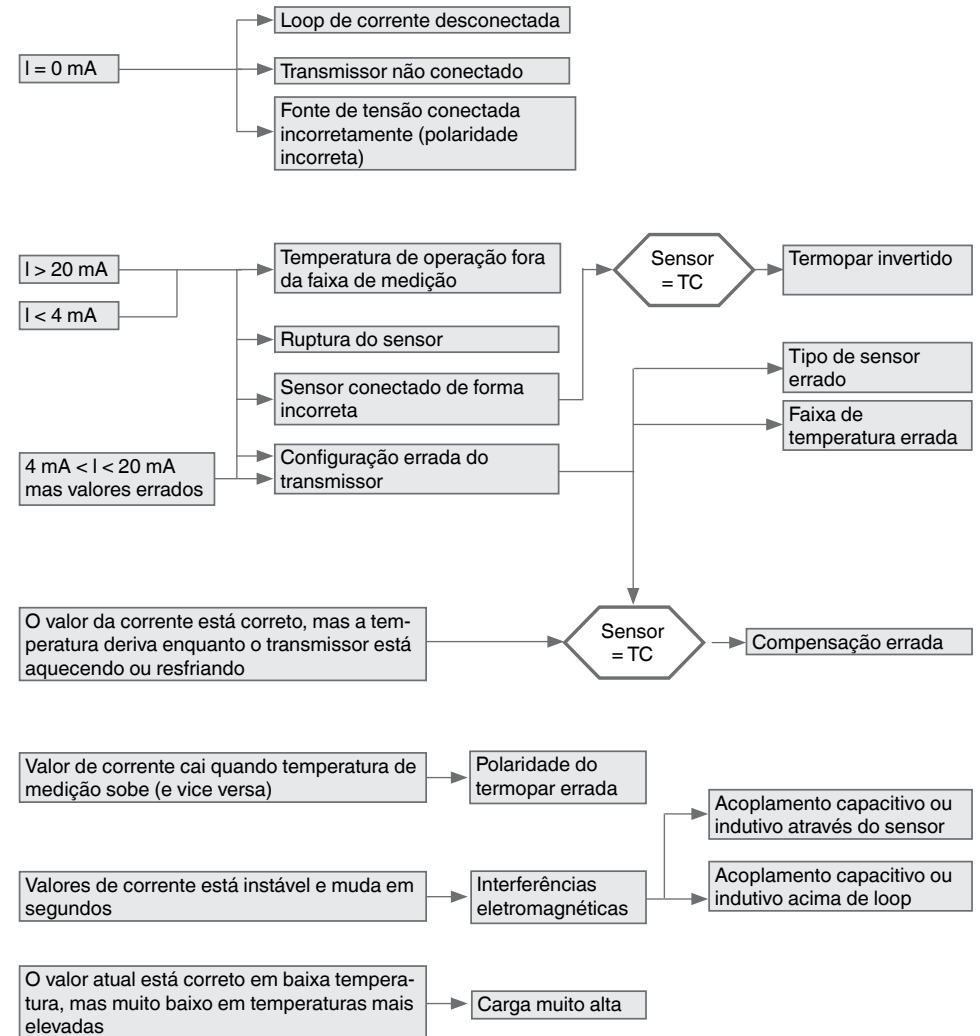 Loop de corrente desconectada
I = 0 mA
Transmissor não conectado
Fonte de tensão conectada
incorretamente (polaridade
incorreta)
I > 20 mA
I < 4 mA
Temperatura de operação fora
da faixa de medição
Sensor
= TC
Termopar invertido
Ruptura do sensor
Sensor conectado de forma
incorreta
Tipo de sensor
errado
Faixa de
temperatura errada
4 mA < I < 20 mA
mas valores errados
Configuração errada do
transmissor
O valor da corrente está correto, mas a tem-
peratura deriva enquanto o transmissor está
aquecendo ou resfriando
Sensor
= TC
Compensação errada
Valor de corrente cai quando temperatura de
medição sobe (e vice versa)
Polaridade do
termopar errada
Valores de corrente está instável e muda em
segundos
Interferências
eletromagnéticas
Acoplamento capacitivo ou
indutivo através do sensor
Acoplamento capacitivo ou
indutivo acima de loop
O valor atual está correto em baixa tempera-
tura, mas muito baixo em temperaturas mais
elevadas
Carga muito alta